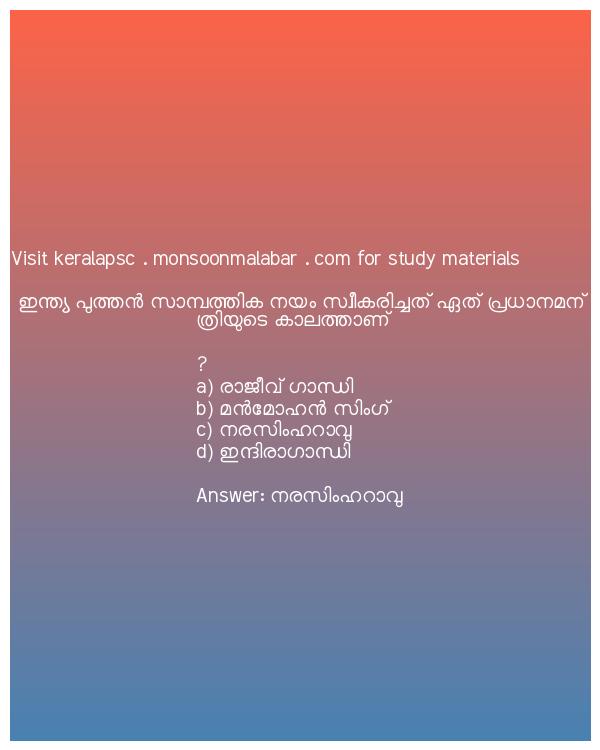 Visit keralapsc . monsoonmalabar . com for study materials
ഇന്ത്യ പുത്തൻ സാമ്പത്തിക നയം സ്വീകരിച്ചത് ഏത് പ്രധാനമന്
ത്രിയുടെ കാലത്താണ്
?
a) രാജീവ് ഗാന്ധി
b) മൻമോഹൻ സിംഗ്
c) നരസിംഹറാവു
d) ഇന്ദിരാഗാന്ധി
Answer: നരസിംഹറാവു